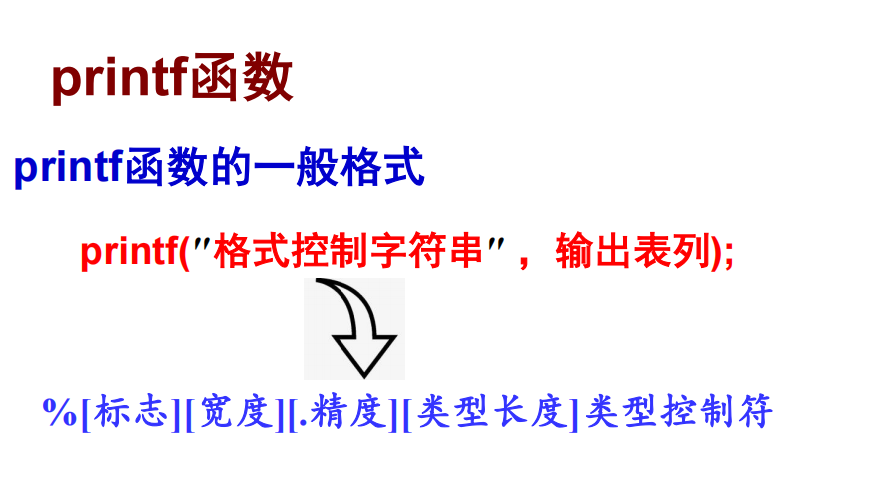 printf函数
printf函数的一般格式
printf(″格式控制字符串″ ，输出表列);
%[标志][宽度][.精度][类型长度]类型控制符